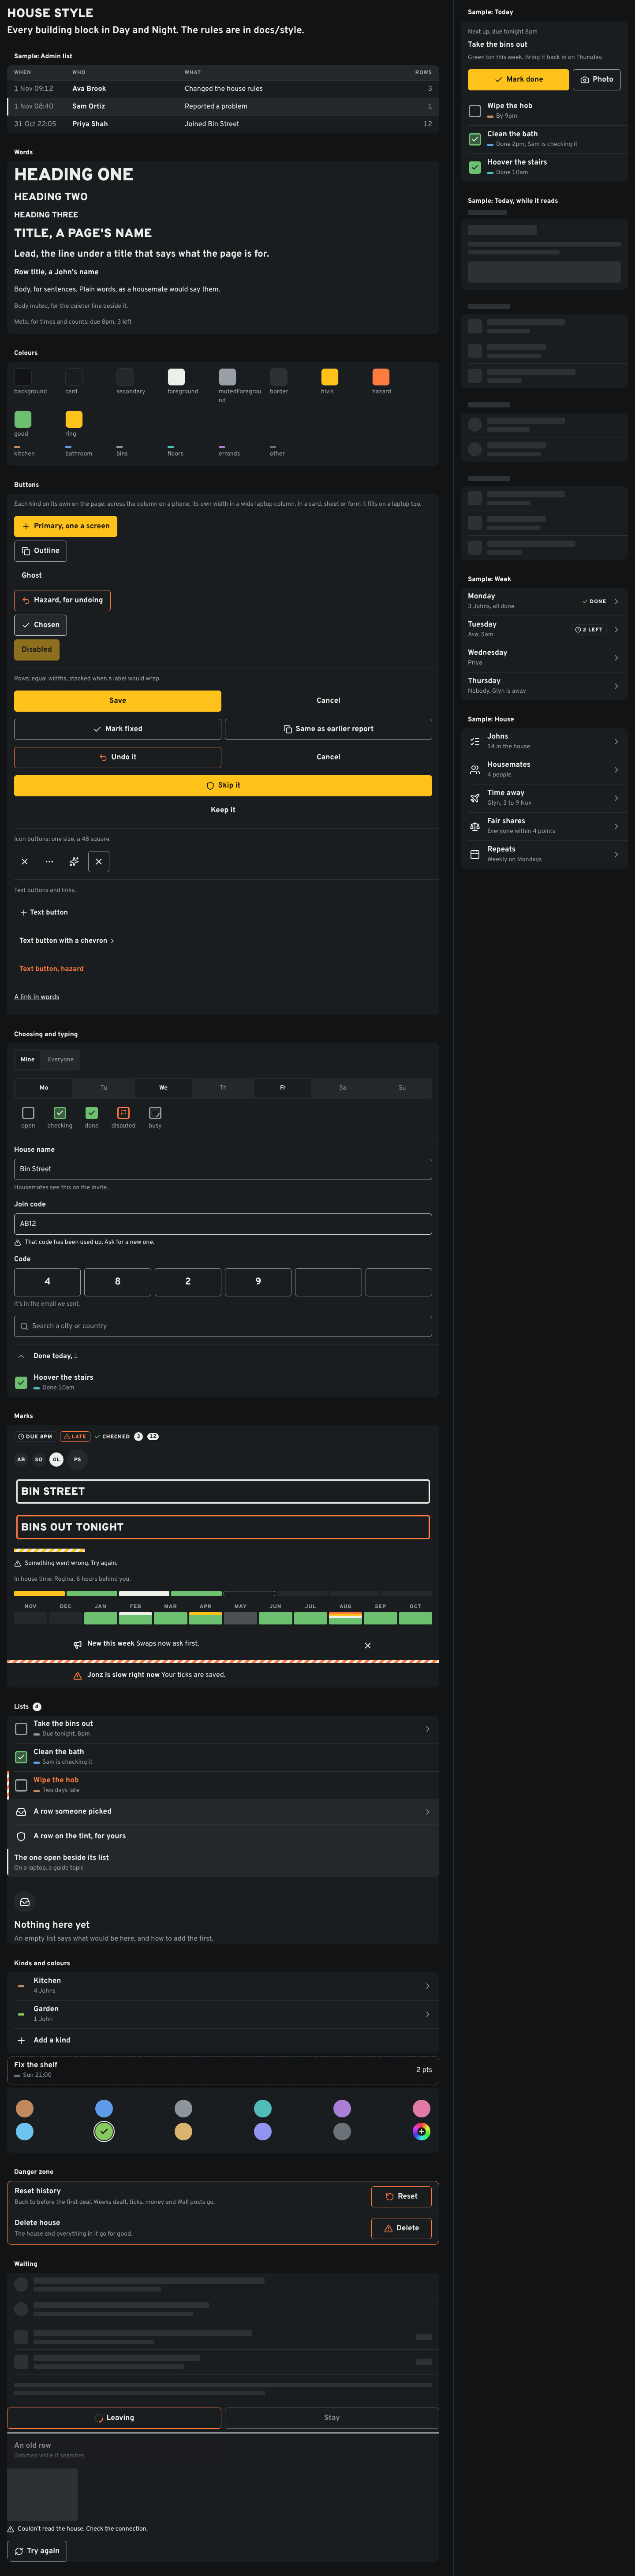 HOUSE STYLE
Every building block in Day and Night. The rules are in docs/style.
Sample: Admin list
WHEN WHO WHAT ROWS
1 Nov 09:12 Ava Brook Changed the house rules 3
1 Nov 08:40 Sam Ortiz Reported a problem 1
31 Oct 22:05 Priya Shah Joined Bin Street 12
Words
HEADING ONE
HEADING TWO
HEADING THREE
TITLE, A PAGE'S NAME
Lead, the line under a title that says what the page is for.
Row title, a John's name
Body, for sentences. Plain words, as a housemate would say them.
Body muted, for the quieter line beside it.
Meta, for times and counts: due 8pm, 3 left
Colours
background card secondary foreground mutedForegrou
nd border hivis hazard
good ring
kitchen bathroom bins floors errands other
Buttons
Each kind on its own on the page: across the column on a phone, its own width in a wide laptop column. In a card, sheet or form it fills on a laptop too.
Primary, one a screen
Outline
Ghost
Hazard, for undoing
Chosen
Disabled
Rows: equal widths, stacked when a label would wrap.
Save Cancel
Mark fixed Same as earlier report
Undo it Cancel
Skip it
Keep it
Icon buttons: one size, a 48 square.
Text buttons and links.
Text button
Text button with a chevron
Text button, hazard
A link in words
Choosing and typing
Mine Everyone
Mo Tu We Th Fr Sa Su
open checking done disputed busy
House name
Bin Street
Housemates see this on the invite.
Join code
AB12
That code has been used up. Ask for a new one.
Code
4 8 2 9
It's in the email we sent.
Search a city or country
Done today, 1
Hoover the stairs
Done 10am
Marks
DUE 8PM LATE CHECKED 3 12
AB SO GL PS
BIN STREET
BINS OUT TONIGHT
Something went wrong. Try again.
In house time: Regina, 6 hours behind you.
NOV DEC JAN FEB MAR APR MAY JUN JUL AUG SEP OCT
New this week Swaps now ask first.
Jonz is slow right now Your ticks are saved.
Lists 4
Take the bins out
Due tonight, 8pm
Clean the bath
Sam is checking it
Wipe the hob
Two days late
A row someone picked
A row on the tint, for yours
The one open beside its list
On a laptop, a guide topic
Nothing here yet
An empty list says what would be here, and how to add the first.
Kinds and colours
Kitchen
4 Johns
Garden
1 John
Add a kind
Fix the shelf
Sun 21:00
2 pts
Danger zone
Reset history
Back to before the first deal. Weeks dealt, ticks, money and Wall posts go.
Reset
Delete house
The house and everything in it go for good.
Delete
Waiting
Leaving Stay
An old row
Dimmed while it searches
Couldn't read the house. Check the connection.
Try again
Sample: Today
Next up, due tonight 8pm
Take the bins out
Green bin this week. Bring it back in on Thursday.
Mark done Photo
Wipe the hob
By 9pm
Clean the bath
Done 2pm, Sam is checking it
Hoover the stairs
Done 10am
Sample: Today, while it reads
Sample: Week
Monday
3 Johns, all done
DONE
Tuesday
Ava, Sam
2 LEFT
Wednesday
Priya
Thursday
Nobody, Glyn is away
Sample: House
Johns
14 in the house
Housemates
4 people
Time away
Glyn, 3 to 9 Nov
Fair shares
Everyone within 4 points
Repeats
Weekly on Mondays